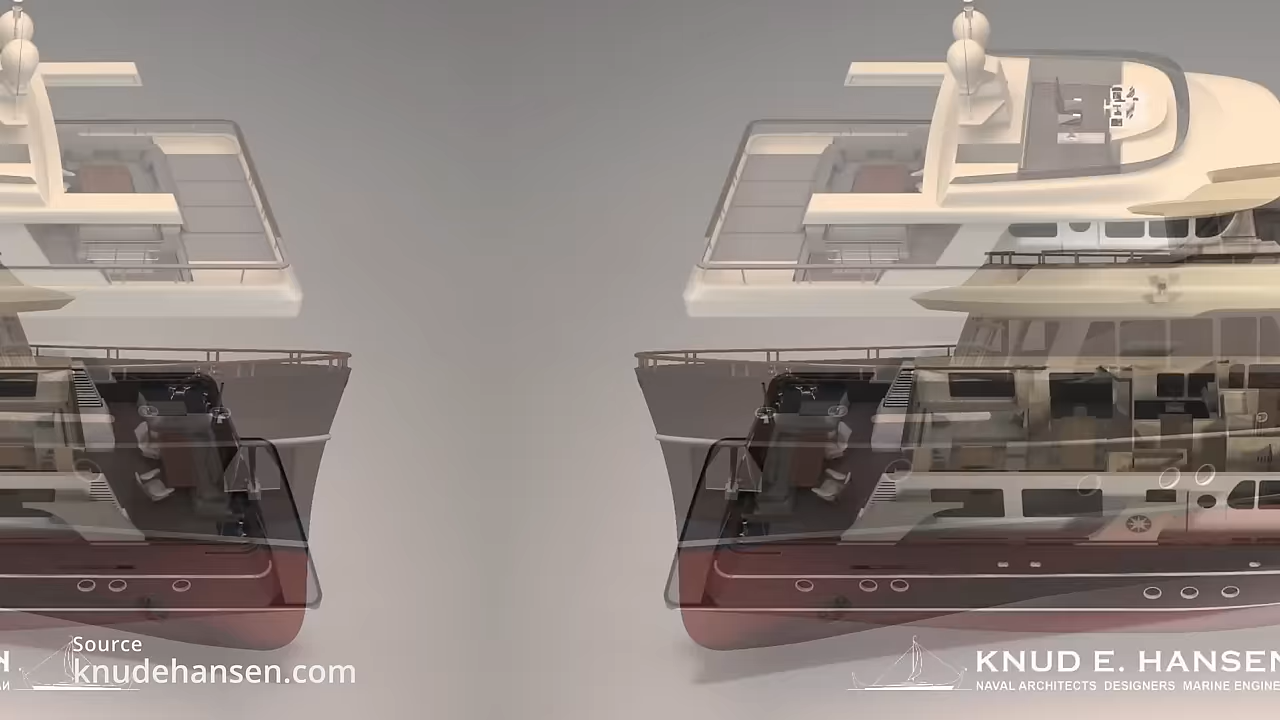 Source
knudehansen.com
KNUD E. HANSEN
NAVAL ARCHITECTS DESIGNERS MARINE ENGINE